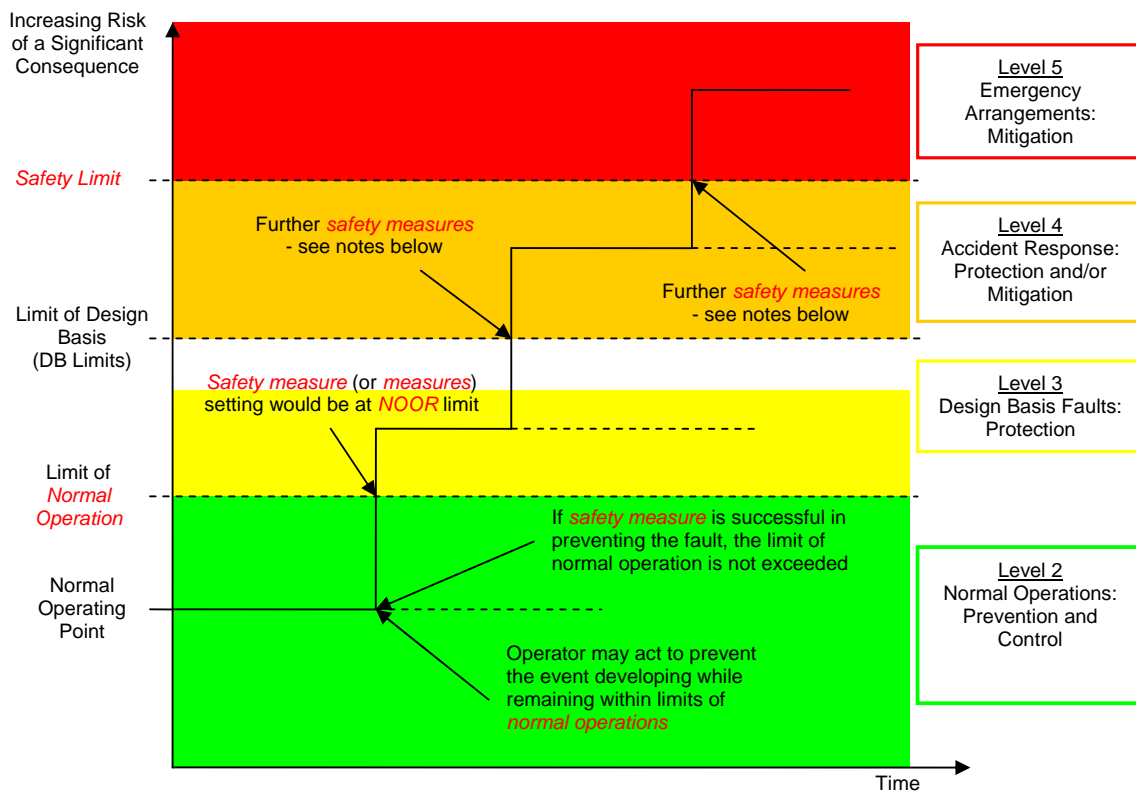 Increasing Risk
of a Significant
Consequence
Level 5
Emergency
Arrangements:
Mitigation
Safety Limit
Further safety measures
- see notes below
Level 4
Accident Response:
Protection and/or
Mitigation
Further safety measures
- see notes below
Limit of Design
Basis
(DB Limits)
Safety measure (or measures)
setting would be at NOOR limit
Level 3
Design Basis Faults:
Protection
Limit of
Normal
Operation
If safety measure is successful in
preventing the fault, the limit of
normal operation is not exceeded
Level 2
Normal Operations:
Prevention and
Control
Normal
Operating
Point
Operator may act to prevent
the event developing while
remaining within limits of
normal operations
Time